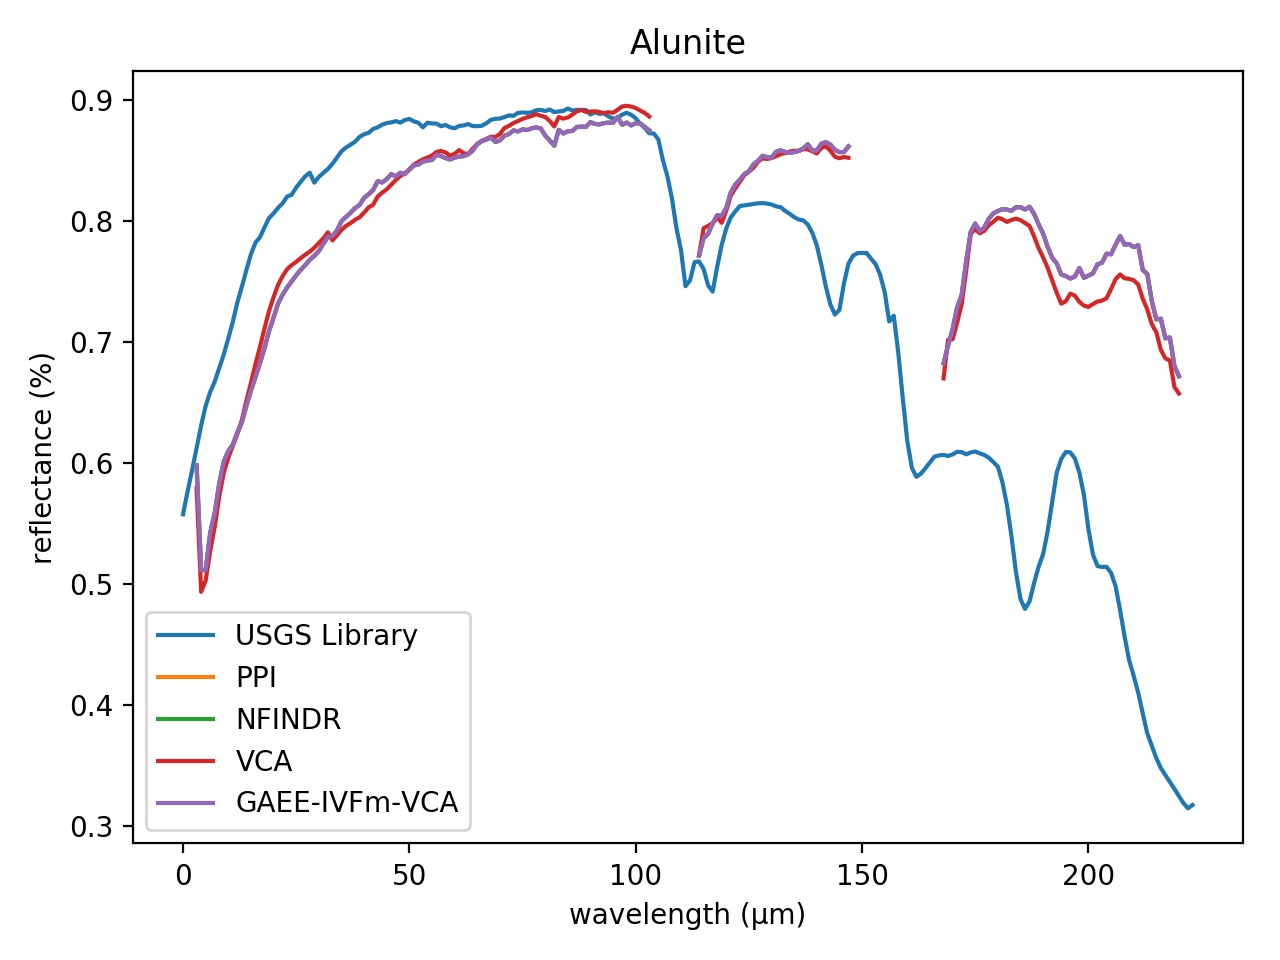 Alunite
0.9
0.8
0.7
0.6
0.5
0.4
0.3
reflectance (%)
USGS Library
PPI
NFINDR
VCA
GAEE-IVFm-VCA
0 50 100 150 200
wavelength (μm)